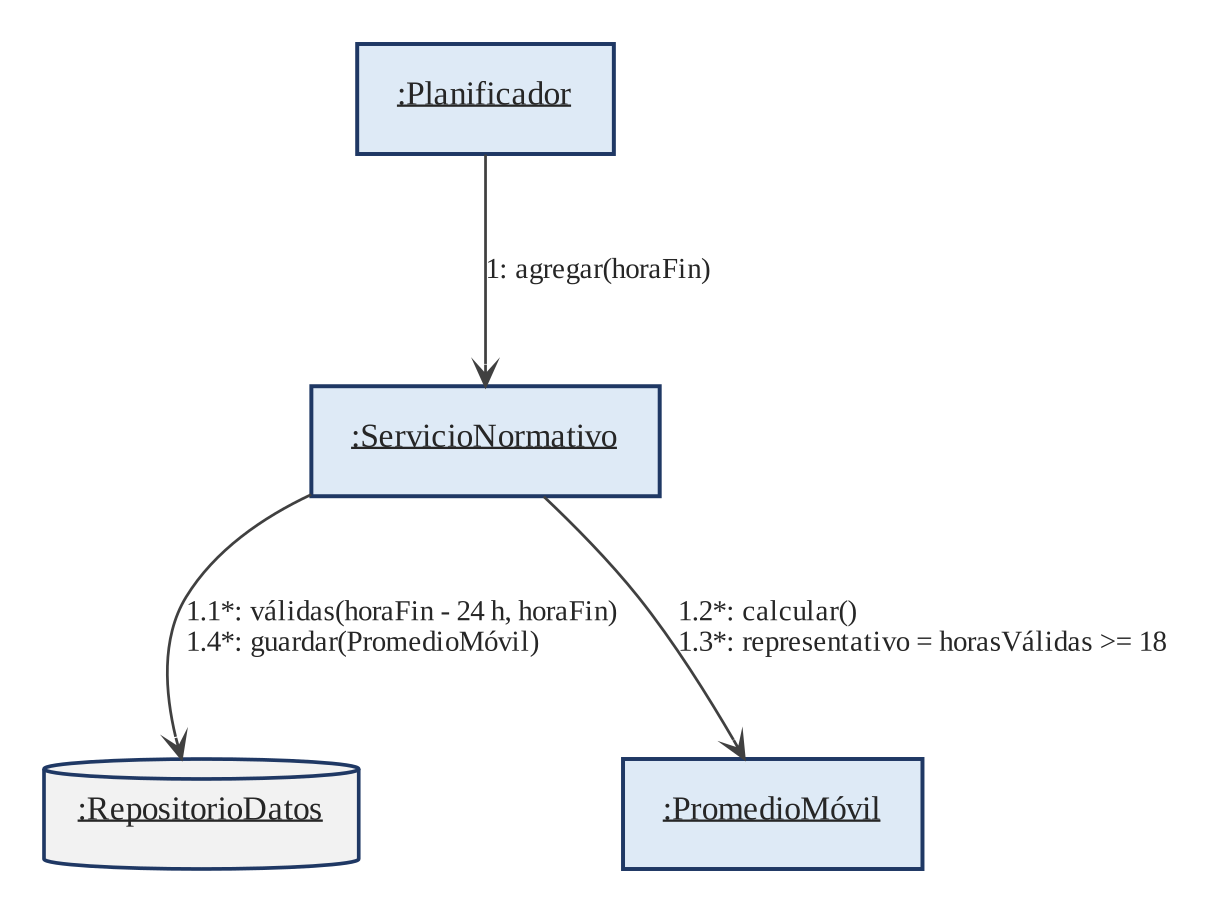 :Planificador
1: agregar(horaFin)
:ServicioNormativo
1.1*: válidas(horaFin - 24 h, horaFin)
1.4*: guardar(PromedioMóvil)
1.2*: calcular()
1.3*: representativo = horasVálidas >= 18
:RepositorioDatos
:PromedioMóvil